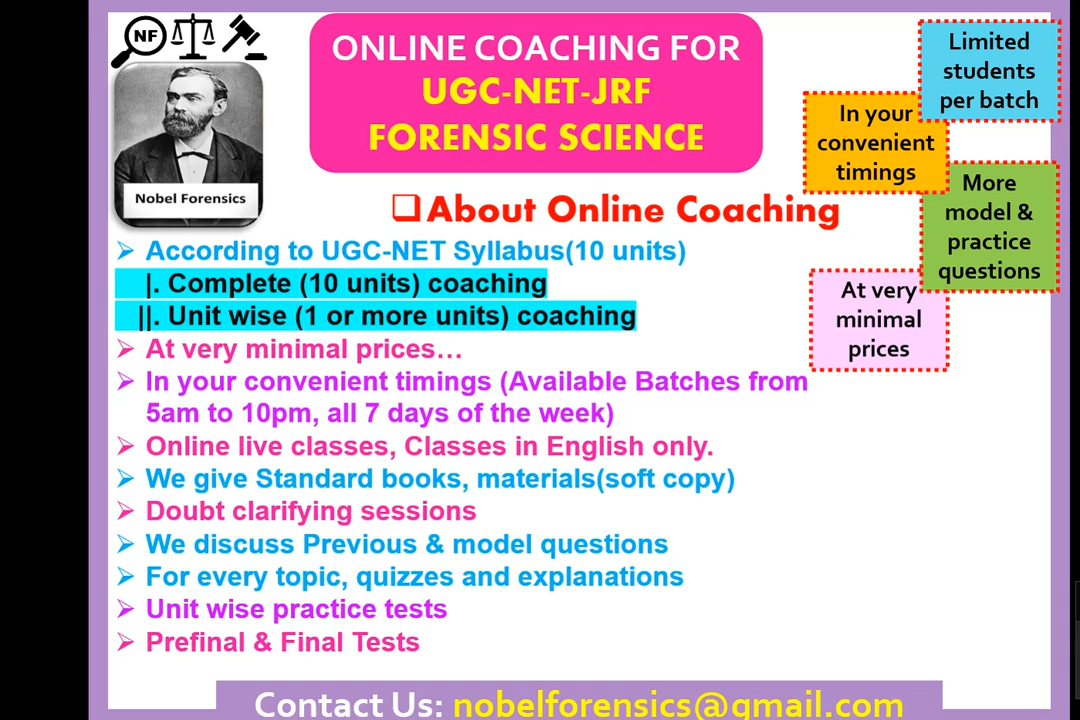 NF
Nobel Forensics
ONLINE COACHING FOR
UGC-NET-JRF
FORENSIC SCIENCE
Limited
students
per batch
In your
convenient
timings
More
model &
practice
questions
At very
minimal
prices
❑About Online Coaching
➢ According to UGC-NET Syllabus(10 units)
|. Complete (10 units) coaching
||. Unit wise (1 or more units) coaching
➢ At very minimal prices…
➢ In your convenient timings (Available Batches from
5am to 10pm, all 7 days of the week)
➢ Online live classes, Classes in English only.
➢ We give Standard books, materials(soft copy)
➢ Doubt clarifying sessions
➢ We discuss Previous & model questions
➢ For every topic, quizzes and explanations
➢ Unit wise practice tests
➢ Prefinal & Final Tests
Contact Us: nobelforensics@gmail.com